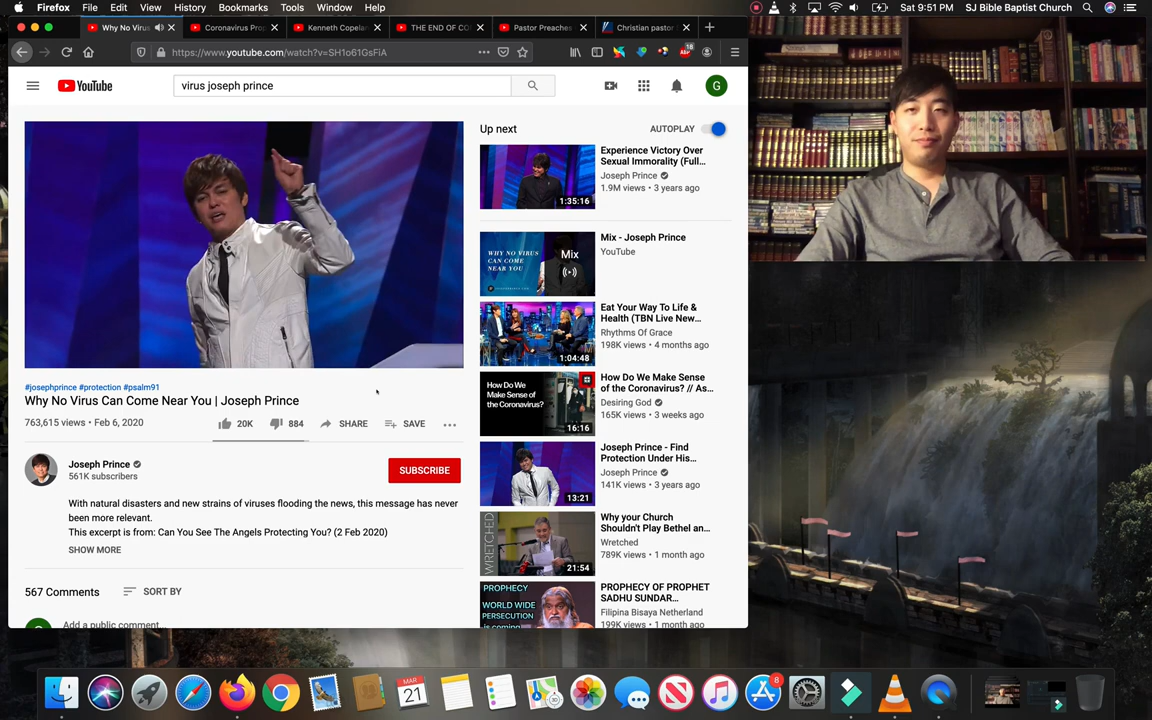 Firefox File Edit View History Bookmarks Tools Window Help
Sat 9:51 PM SJ Bible Baptist Church
Why No Virus
Coronavirus Pro
Kenneth Copelan
THE END OF CO
Pastor Preaches
Christian pastor
https://www.youtube.com/watch?v=SH1o61GsFiA
18
YouTube
virus joseph prince
G
Up next
AUTOPLAY
Experience Victory Over
Sexual Immorality (Full...
Joseph Prince
1.9M views • 3 years ago
1:35:16
WHY NO VIRUS
CAN COME
NEAR YOU
Mix
Mix - Joseph Prince
YouTube
Eat Your Way To Life &
Health (TBN Live New...
Rhythms Of Grace
198K views • 4 months ago
1:04:48
How Do We
Make Sense of
the Coronavirus?
How Do We Make Sense
of the Coronavirus? // As...
Desiring God
165K views • 3 weeks ago
16:16
Joseph Prince - Find
Protection Under His...
Joseph Prince
141K views • 3 years ago
13:21
WRETCHED
Why your Church
Shouldn't Play Bethel an...
Wretched
789K views • 1 month ago
21:54
PROPHECY
WORLD WIDE
PERSECUTION
is coming
PROPHECY OF PROPHET
SADHU SUNDAR...
Filipina Bisaya Netherland
199K views • 1 month ago
#josephprince #protection #psalm91
Why No Virus Can Come Near You | Joseph Prince
763,615 views • Feb 6, 2020
20K
884
SHARE
SAVE
Joseph Prince
561K subscribers
SUBSCRIBE
With natural disasters and new strains of viruses flooding the news, this message has never
been more relevant.
This excerpt is from: Can You See The Angels Protecting You? (2 Feb 2020)
SHOW MORE
567 Comments
SORT BY
Add a public comment...
MAR
21
8